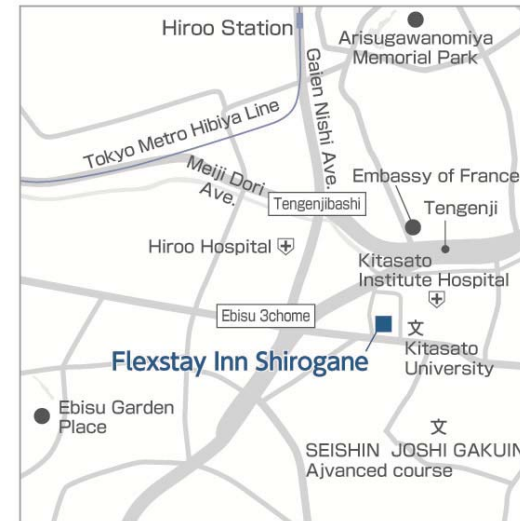 Hiroo Station
Arisugawanomiya
Memorial Park
Gaien Nishi Ave.
Tokyo Metro Hibiya Line
Meiji Dori
Ave.
Embassy of France
Tengenjibashi
Tengenji
Hiroo Hospital
Kitasato
Institute Hospital
Ebisu 3chome
文
Kitasato
University
Flexstay Inn Shirogane
Ebisu Garden
Place
文
SEISHIN JOSHI GAKUIN
Ajvanced course